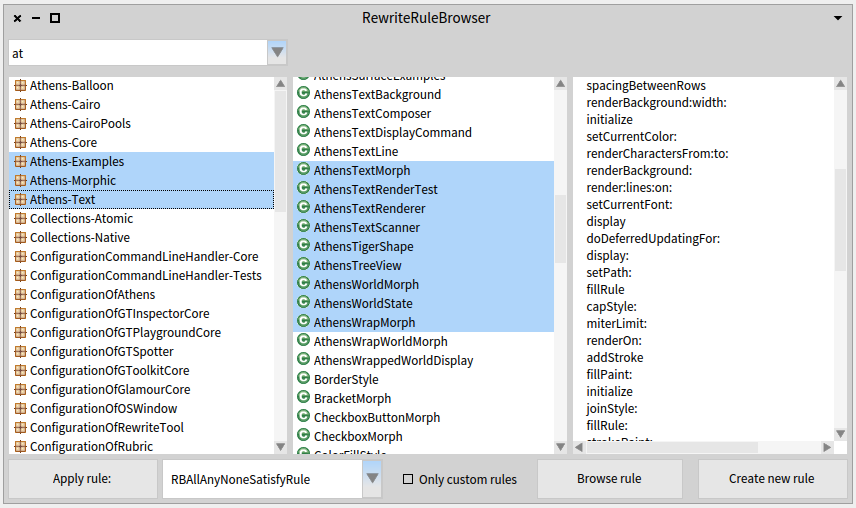 RewriteRuleBrowser
at
Athens-Balloon
Athens-Cairo
Athens-CairoPools
Athens-Core
Athens-Examples
Athens-Morphic
Athens-Text
Collections-Atomic
Collections-Native
ConfigurationCommandLineHandler-Core
ConfigurationCommandLineHandler-Tests
ConfigurationOfAthens
ConfigurationOfGTInspectorCore
ConfigurationOfGTPlaygroundCore
ConfigurationOfGTSpotter
ConfigurationOfGToolkitCore
ConfigurationOfGlamourCore
ConfigurationOfOSWindow
ConfigurationOfRewriteTool
ConfigurationOfRubric
AthensSurfaceExamples
AthensTextBackground
AthensTextComposer
AthensTextDisplayCommand
AthensTextLine
AthensTextMorph
AthensTextRenderTest
AthensTextRenderer
AthensTextScanner
AthensTigerShape
AthensTreeView
AthensWorldMorph
AthensWorldState
AthensWrapMorph
AthensWrapWorldMorph
AthensWrappedWorldDisplay
BorderStyle
BracketMorph
CheckboxButtonMorph
CheckboxMorph
ColorFillStyle
spacingBetweenRows
renderBackground:width:
initialize
setCurrentColor:
renderCharactersFrom:to:
renderBackground:
render:lines:on:
setCurrentFont:
display
doDeferredUpdatingFor:
display:
setPath:
fillRule
capStyle:
miterLimit:
renderOn:
addStroke
fillPaint:
initialize
joinStyle:
fillRule:
strokePaint:
Apply rule:
RBAllAnyNoneSatisfyRule
Only custom rules
Browse rule
Create new rule